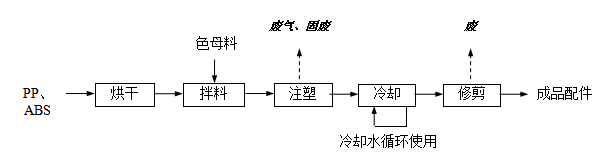 废气、固废
废
色母料
PP、
ABS
烘干
拌料
注塑
冷却
修剪
成品配件
冷却水循环使用